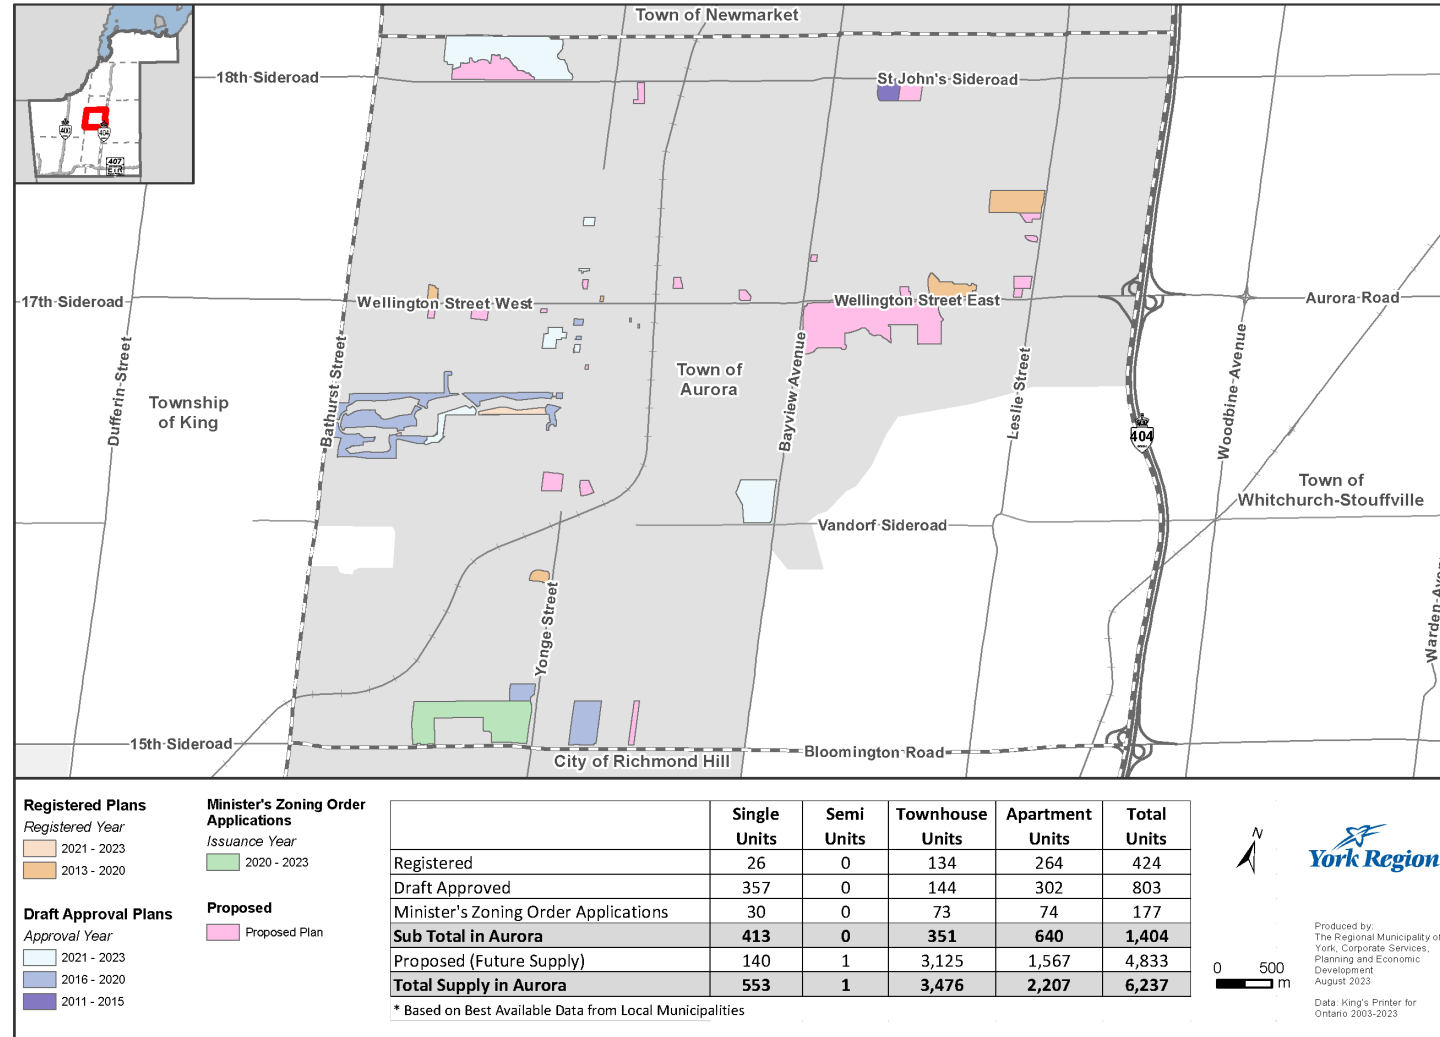 Town of Newmarket
18th Sideroad
St John's Sideroad
400
404
407
ETR
17th Sideroad
Wellington Street West
Wellington Street East
Aurora Road
Dufferin Street
Bathurst Street
Bayview Avenue
Leslie Street
Woodbine Avenue
Township
of King
Town of
Aurora
404
Town of
Whitchurch-Stouffville
Vandorf Sideroad
Yonge Street
15th Sideroad
Bloomington Road
City of Richmond Hill
Registered Plans
Registered Year
2021 - 2023
2013 - 2020
Draft Approval Plans
Approval Year
2021 - 2023
2016 - 2020
2011 - 2015
Minister's Zoning Order
Applications
Issuance Year
2020 - 2023
Proposed
Proposed Plan
Single Units Semi Units Townhouse Units Apartment Units Total Units
Registered 26 0 134 264 424
Draft Approved 357 0 144 302 803
Minister's Zoning Order Applications 30 0 73 74 177
Sub Total in Aurora 413 0 351 640 1,404
Proposed (Future Supply) 140 1 3,125 1,567 4,833
Total Supply in Aurora 553 1 3,476 2,207 6,237
* Based on Best Available Data from Local Municipalities
N
0 500
m
York Region
Produced by:
The Regional Municipality of
York, Corporate Services,
Planning and Economic
Development
August 2023
Data: King's Printer for
Ontario 2003-2023